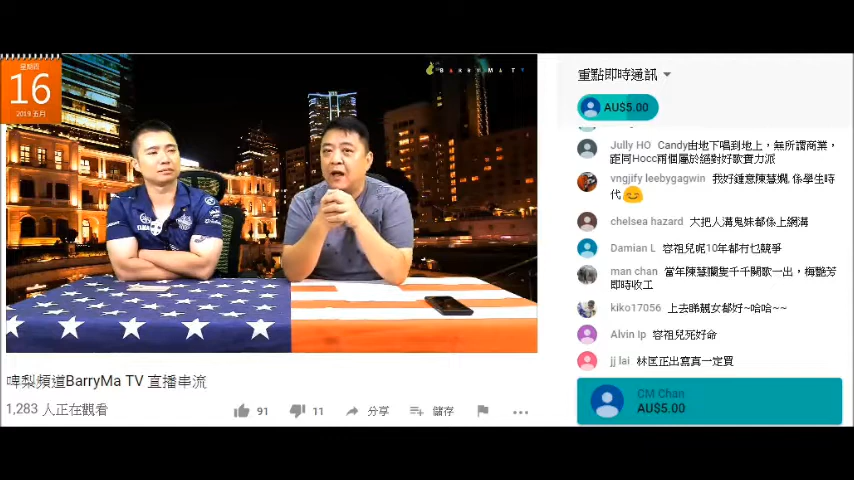 星期四
16
2019 五月
BARRYMATV
啤梨頻道BarryMa TV 直播串流
1,283 人正在觀看
91
11
分享
儲存
重點即時通訊
AU$5.00
Jully HO Candy由地下唱到地上，無所謂商業，
距同Hocc兩個屬於絕對好歌實力派
vngjify leebygagwin 我好鍾意陳慧嫻, 係學生時
代
chelsea hazard 大把人溝鬼妹都係上網溝
Damian L 容祖兒呢10年都冇乜競爭
man chan 當年陳慧嫻隻千千闕歌一出，梅艷芳
即時收工
kiko17056 上去睇靚女都好~哈哈~~
Alvin Ip 容祖兒死好命
jj lai 林匡正出寫真一定買
CM Chan
AU$5.00